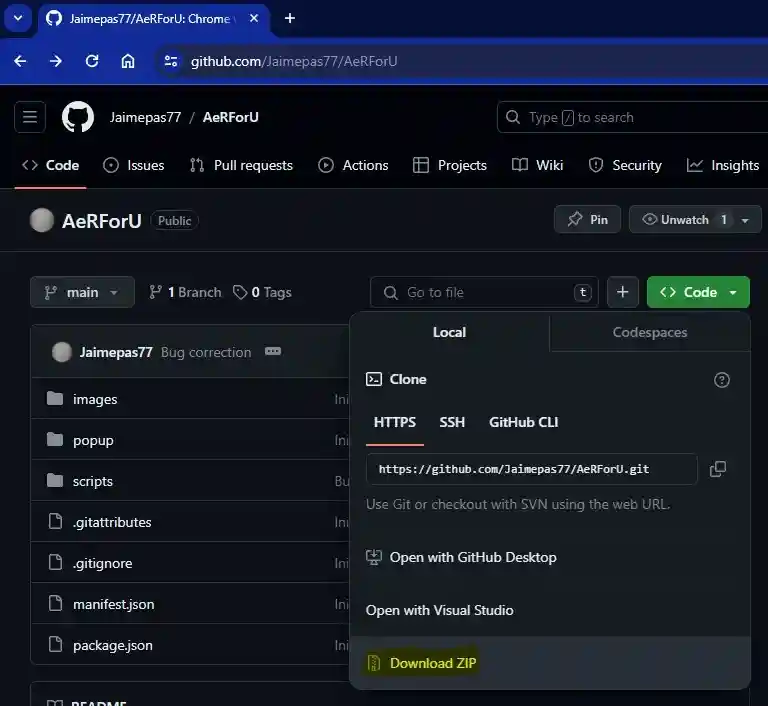 Jaimepas77/AeRForU: Chrome
github.com/Jaimepas77/AeRForU
Jaimepas77 / AeRForU
Type / to search
Code Issues Pull requests Actions Projects Wiki Security Insights
AeRForU Public Pin Unwatch 1
main 1 Branch 0 Tags Go to file t + Code
Local Codespaces
Jaimepas77 Bug correction
Clone
images Ini
HTTPS SSH GitHub CLI
popup Ini
https://github.com/Jaimepas77/AeRForU.git
scripts Bu
Use Git or checkout with SVN using the web URL.
.gitattributes Ini
.gitignore Ini
Open with GitHub Desktop
manifest.json Ini
Open with Visual Studio
package.json Ini
Download ZIP
README